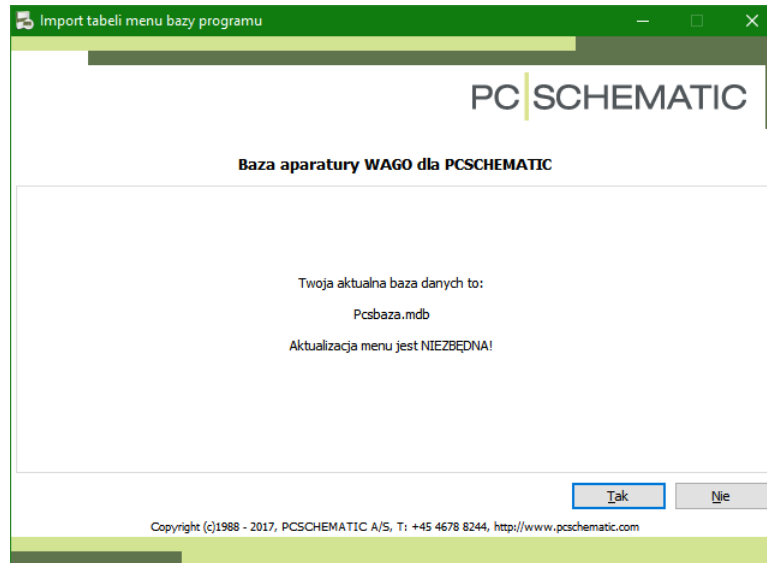 Import tabeli menu bazy programu
PC SCHEMATIC
Baza aparatury WAGO dla PCSCHEMATIC
Twoja aktualna baza danych to:
Pcsbaza.mdb
Aktualizacja menu jest NIEZBĘDNA!
Tak Nie
Copyright (c)1988 - 2017, PCSCHEMATIC A/S, T: +45 4678 8244, http://www.pcschematic.com